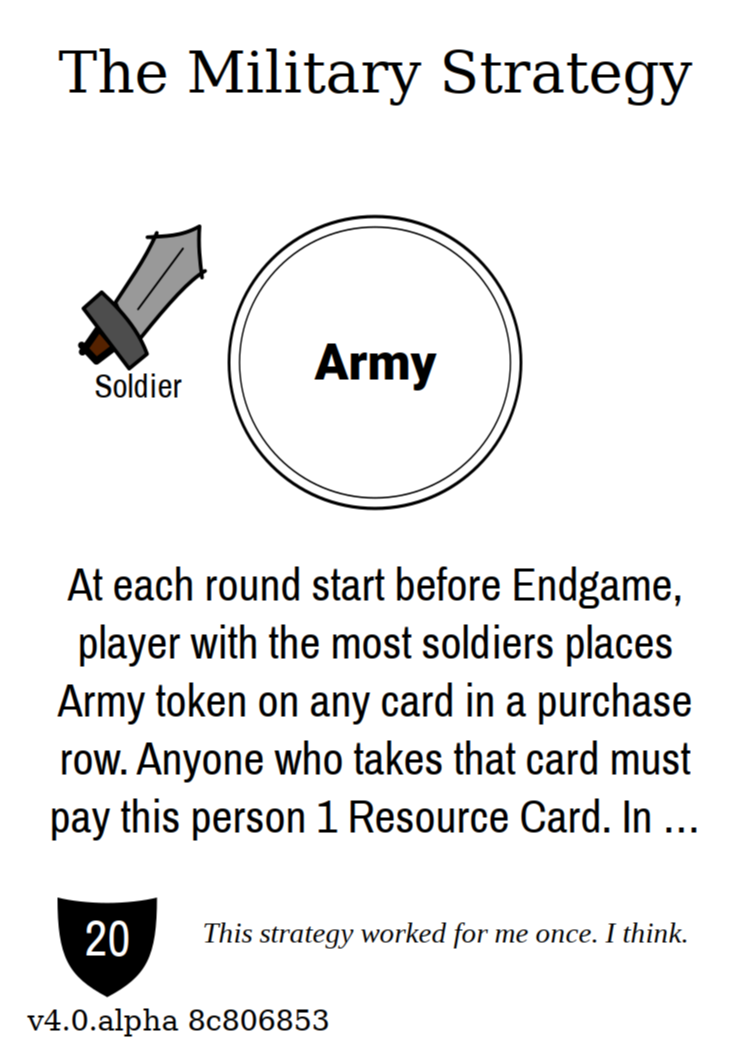 The Military Strategy
Soldier
Army
At each round start before Endgame,
player with the most soldiers places
Army token on any card in a purchase
row. Anyone who takes that card must
pay this person 1 Resource Card. In ...
20
This strategy worked for me once. I think.
v4.0.alpha 8c806853